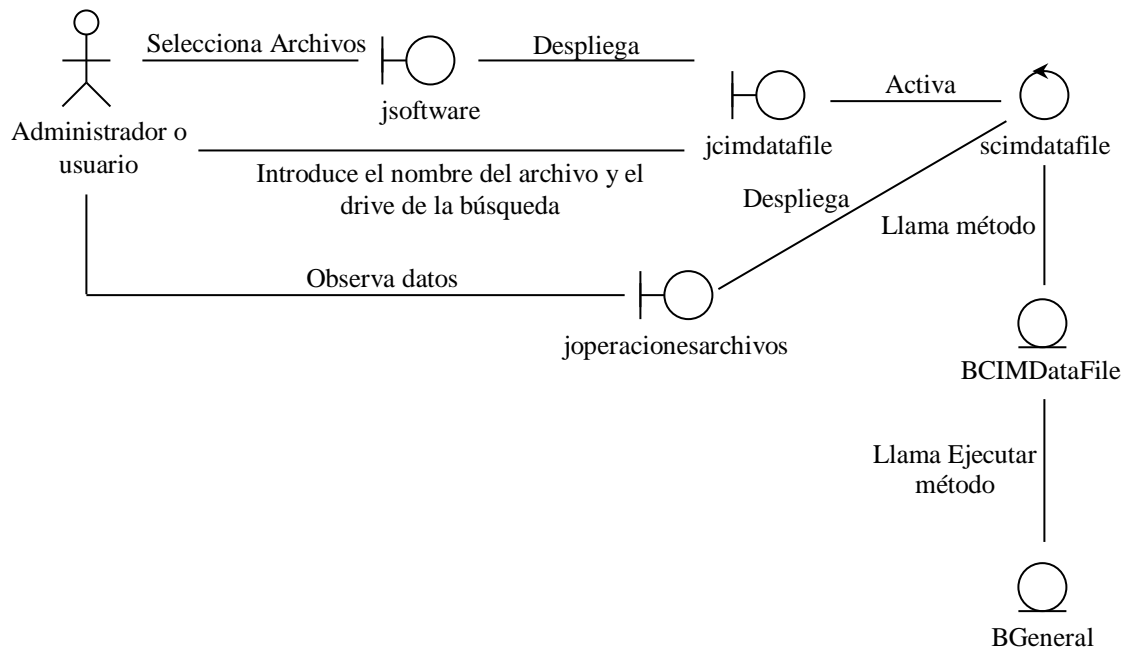 Selecciona Archivos
Despliega
jsoftware
Activa
Administrador o
usuario
jcimdatafile
scimdatafile
Introduce el nombre del archivo y el
drive de la búsqueda
Despliega
Llama método
Observa datos
joperacionesarchivos
BCIMDataFile
Llama Ejecutar
método
BGeneral